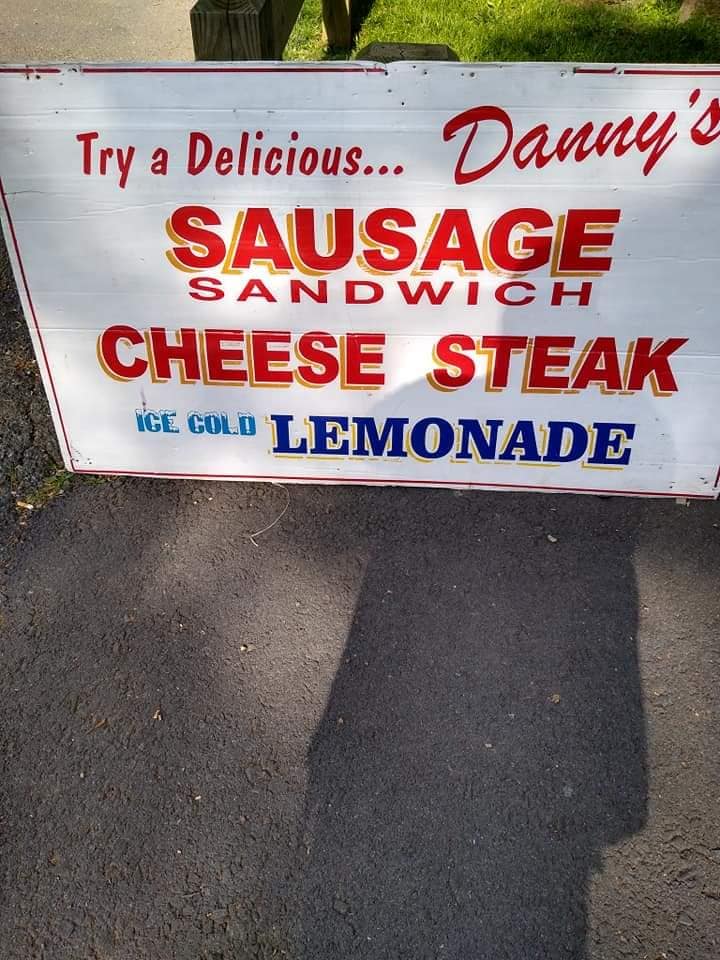 Try a Delicious... Danny's
SAUSAGE
SANDWICH
CHEESE STEAK
ICE COLD LEMONADE